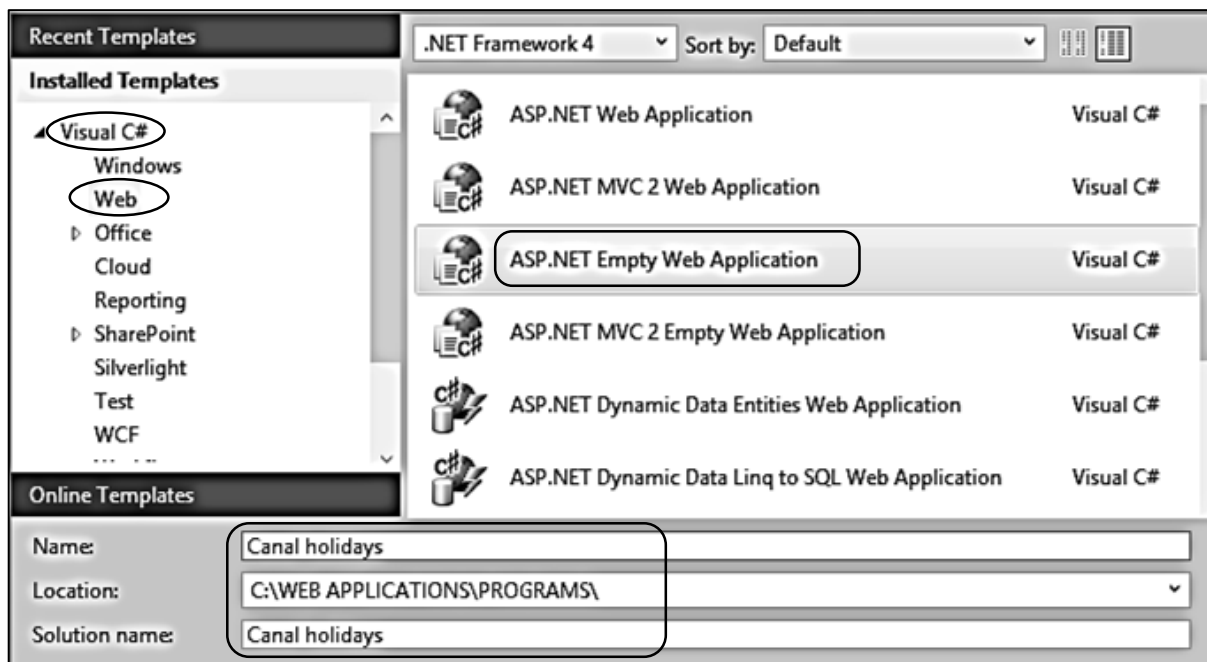 Recent Templates
Installed Templates
Visual C#
Windows
Web
Office
Cloud
Reporting
SharePoint
Silverlight
Test
WCF
Online Templates
.NET Framework 4 Sort by: Default
ASP.NET Web Application Visual C#
ASP.NET MVC 2 Web Application Visual C#
ASP.NET Empty Web Application Visual C#
ASP.NET MVC 2 Empty Web Application Visual C#
ASP.NET Dynamic Data Entities Web Application Visual C#
ASP.NET Dynamic Data Linq to SQL Web Application Visual C#
Name: Canal holidays
Location: C:\WEB APPLICATIONS\PROGRAMS\
Solution name: Canal holidays